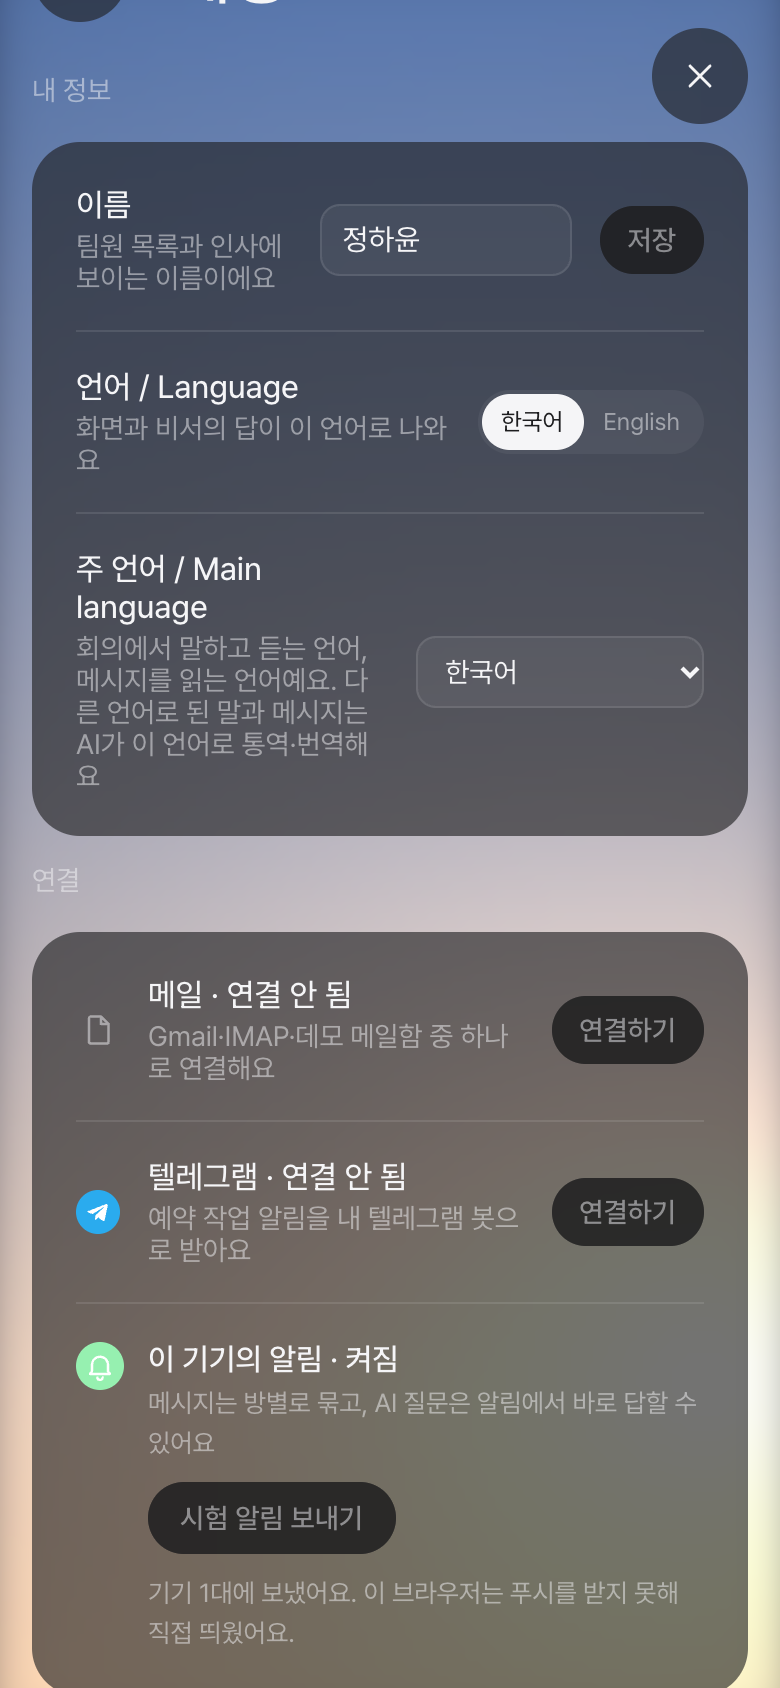 내 정보
이름
팀원 목록과 인사에
보이는 이름이에요
정하윤
저장
언어 / Language
화면과 비서의 답이 이 언어로 나와
요
한국어
English
주 언어 / Main
language
회의에서 말하고 듣는 언어,
메시지를 읽는 언어예요. 다
른 언어로 된 말과 메시지는
AI가 이 언어로 통역·번역해
요
한국어
연결
메일 · 연결 안 됨
Gmail·IMAP·데모 메일함 중 하나
로 연결해요
연결하기
텔레그램 · 연결 안 됨
예약 작업 알림을 내 텔레그램 봇으
로 받아요
연결하기
이 기기의 알림 · 켜짐
메시지는 방별로 묶고, AI 질문은 알림에서 바로 답할 수
있어요
시험 알림 보내기
기기 1대에 보냈어요. 이 브라우저는 푸시를 받지 못해
직접 띄웠어요.